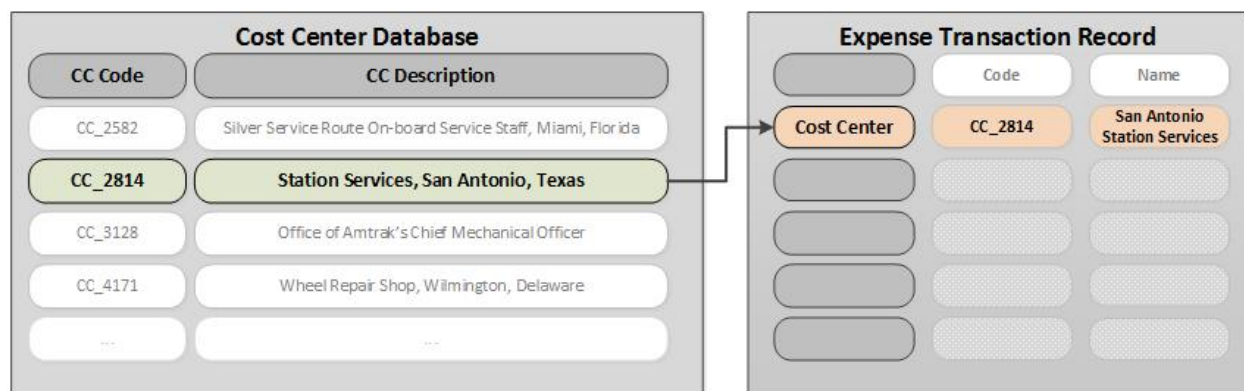 Cost Center Database
CC Code CC Description
CC_2582 Silver Service Route On-board Service Staff, Miami, Florida
CC_2814 Station Services, San Antonio, Texas
CC_3128 Office of Amtrak's Chief Mechanical Officer
CC_4171 Wheel Repair Shop, Wilmington, Delaware
... ...
Expense Transaction Record
Code Name
Cost Center CC_2814 San Antonio
Station Services